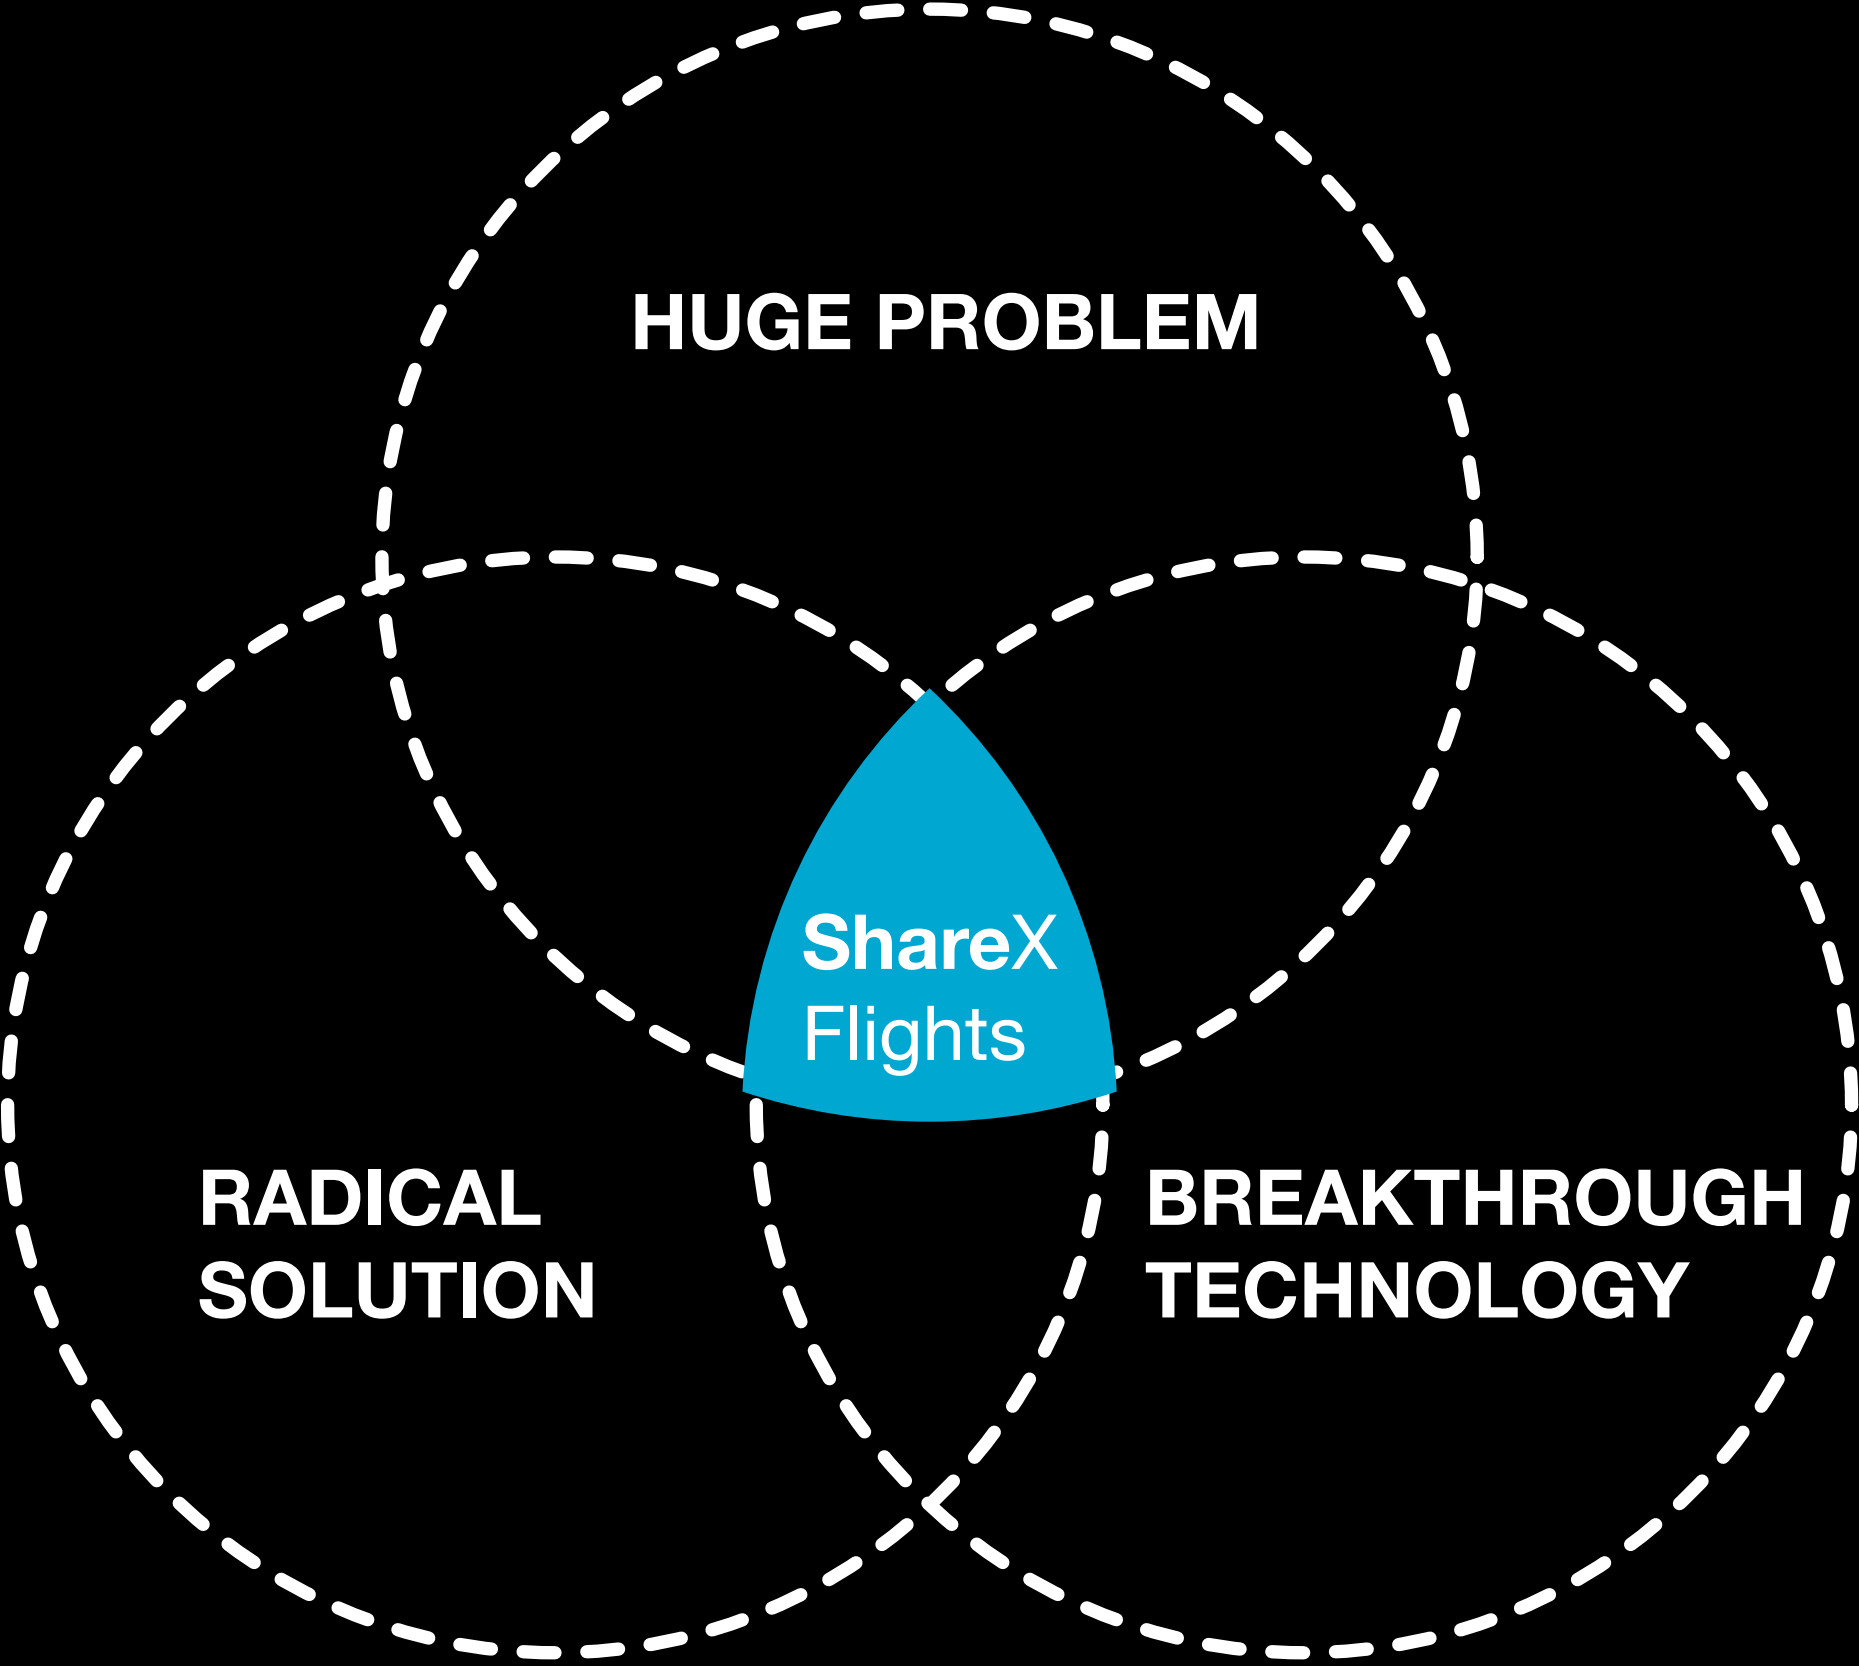 HUGE PROBLEM
ShareX
Flights
RADICAL
SOLUTION
BREAKTHROUGH
TECHNOLOGY